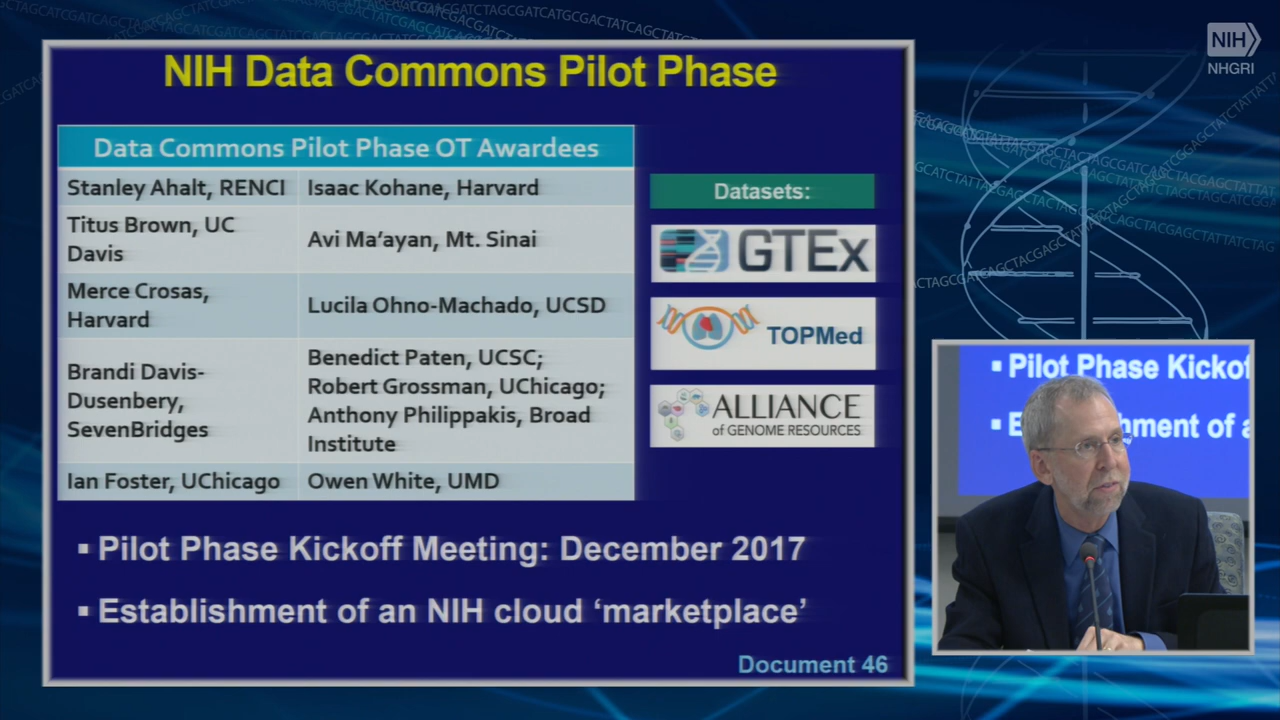 NIH
NHGRI
NIH Data Commons Pilot Phase
Data Commons Pilot Phase OT Awardees
Stanley Ahalt, RENCI
Isaac Kohane, Harvard
Titus Brown, UC
Davis
Avi Ma'ayan, Mt. Sinai
Merce Crosas,
Harvard
Lucila Ohno-Machado, UCSD
Brandi Davis-
Dusenbery,
SevenBridges
Benedict Paten, UCSC;
Robert Grossman, UChicago;
Anthony Philippakis, Broad
Institute
Ian Foster, UChicago
Owen White, UMD
Datasets:
GTEx
TOPMed
ALLIANCE
of GENOME RESOURCES
▪ Pilot Phase Kickoff Meeting: December 2017
▪ Establishment of an NIH cloud ‘marketplace’
Document 46
▪ Pilot Phase Kickof